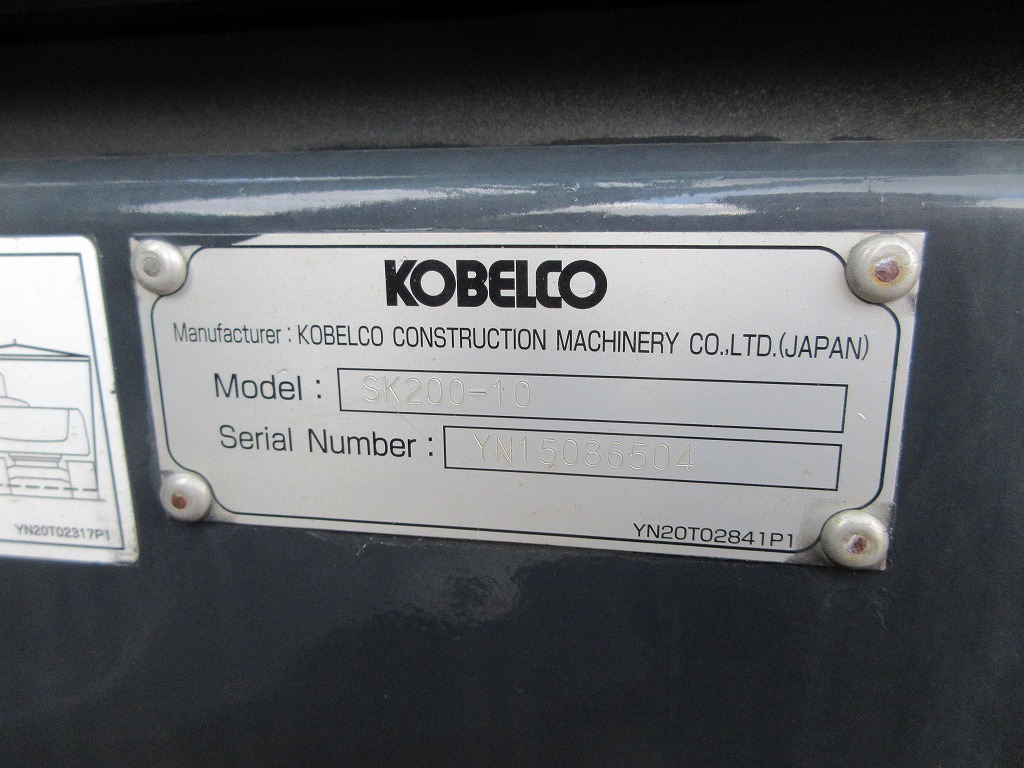 KOBELCO
Manufacturer : KOBELCO CONSTRUCTION MACHINERY CO.,LTD.(JAPAN)
Model : SK200-10
Serial Number : YN15086504
YN20T02841P1
YN20T02317P1